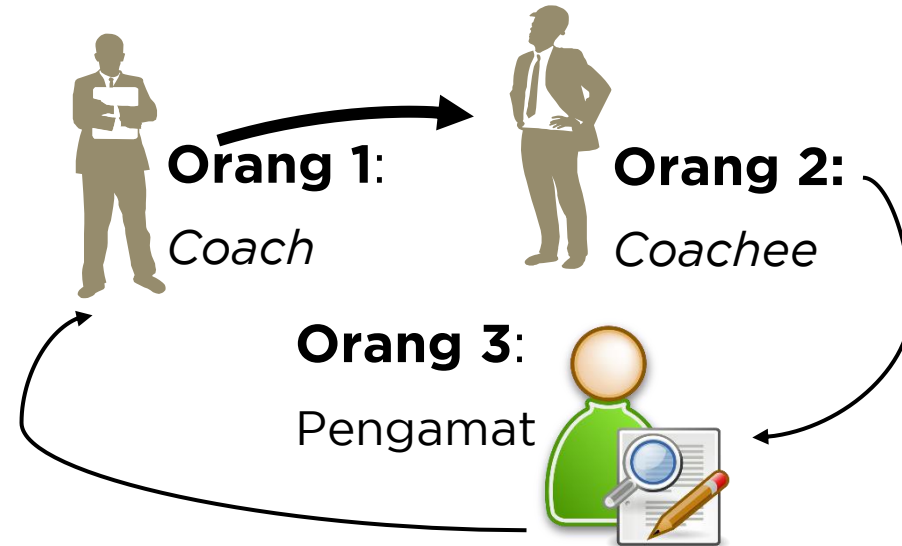 Orang 1:
Coach
Orang 2:
Coachee
Orang 3:
Pengamat